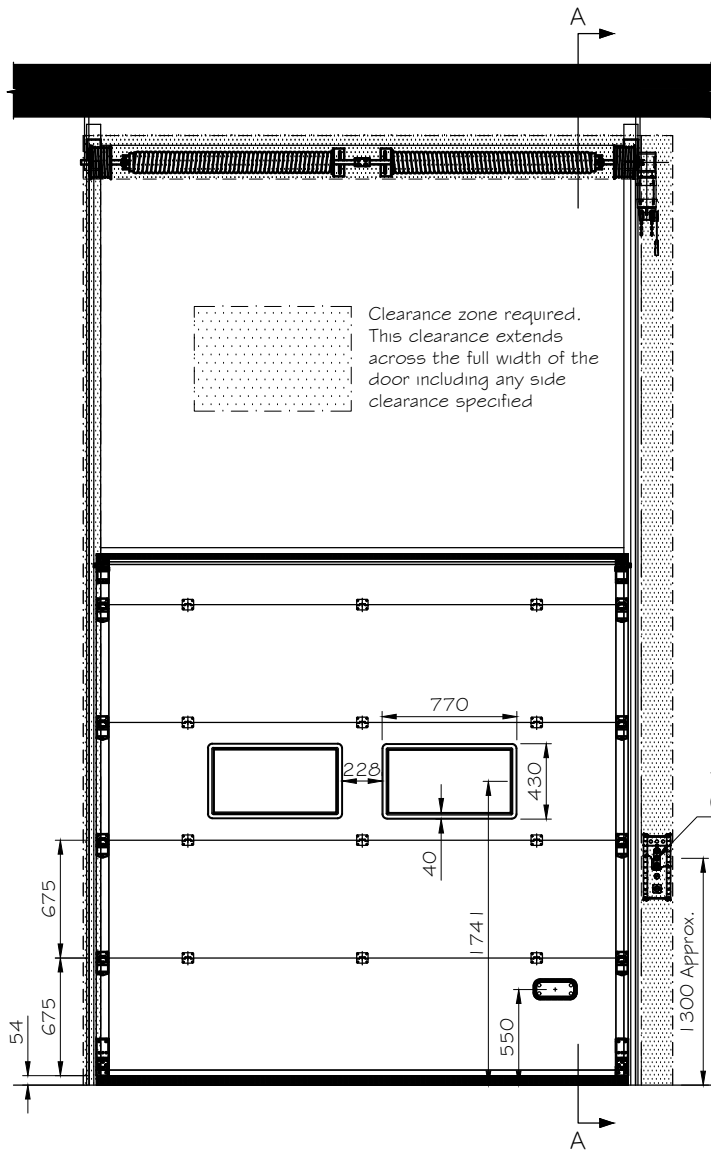 A
Clearance zone required.
This clearance extends
across the full width of the
door including any side
clearance specified
770
228
430
40
675
1741
1300 Approx.
675
550
54
A